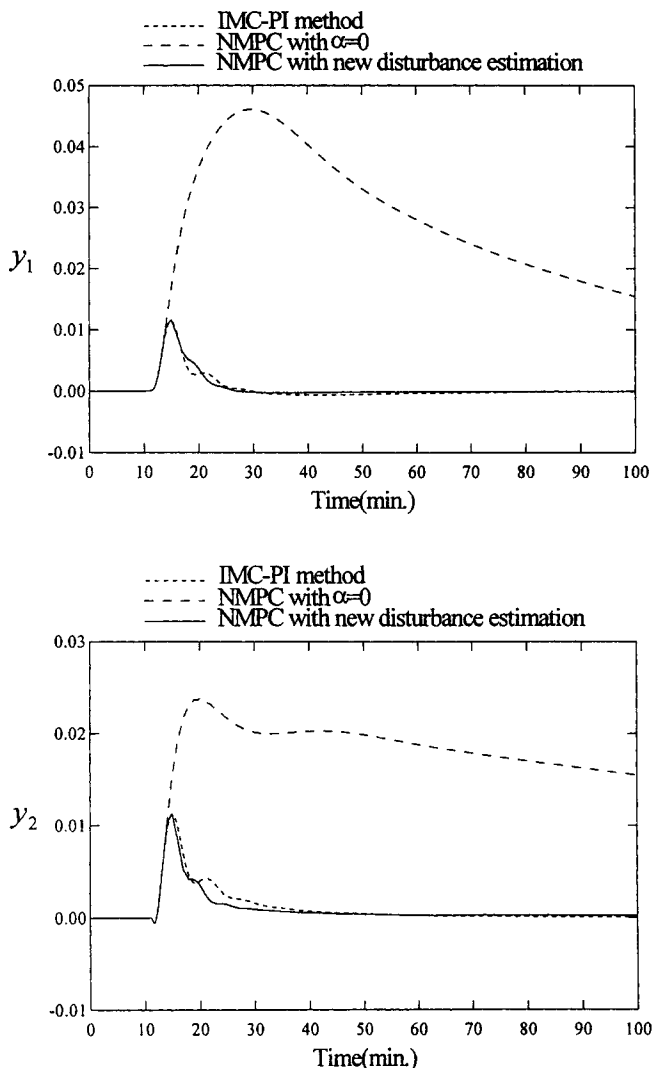 IMC-PI method
NMPC with α=0
NMPC with new disturbance estimation
0.05
0.04
0.03
0.02
0.01
0.00
-0.01
y1
0 10 20 30 40 50 60 70 80 90 100
Time(min.)
IMC-PI method
NMPC with α=0
NMPC with new disturbance estimation
0.03
0.02
0.01
0.00
-0.01
y2
0 10 20 30 40 50 60 70 80 90 100
Time(min.)